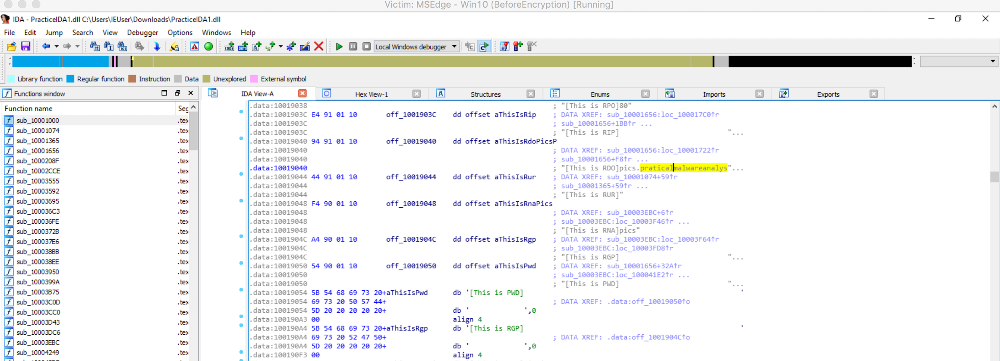 Victim: MSEdge - Win10 (BeforeEncryption) [Running]
IDA - PracticeIDA1.dll C:\Users\IEUser\Downloads\PracticeIDA1.dll
File Edit Jump Search View Debugger Options Windows Help
Local Windows debugger
Library function Regular function Instruction Data Unexplored External symbol
Functions window
Function name Seg
sub_10001000 .tex
sub_10001074 .tex
sub_10001365 .tex
sub_10001656 .tex
sub_1000208F .tex
sub_10002CCE .tex
sub_10003555 .tex
sub_10003592 .tex
sub_10003695 .tex
sub_100036C3 .tex
sub_100036FE .tex
sub_1000372B .tex
sub_100037E6 .tex
sub_100038BB .tex
sub_100038EE .tex
sub_10003950 .tex
sub_1000399A .tex
sub_10003B75 .tex
sub_10003C0D .tex
sub_10003CC0 .tex
sub_10003D43 .tex
sub_10003DC6 .tex
sub_10003EBC .tex
sub_10004249 .tex
IDA View-A Hex View-1 Structures Enums Imports Exports
.data:10019038 ; "[This is RPO]80"
.data:1001903C E4 91 01 10 off_1001903C dd offset aThisIsRip ; DATA XREF: sub_10001656:loc_100017C0↑r
.data:1001903C ; sub_10001656+1BB↑r ...
.data:1001903C ; "[This is RIP] "...
.data:10019040 94 91 01 10 off_10019040 dd offset aThisIsRdoPicsP
.data:10019040 ; DATA XREF: sub_10001656:loc_10001722↑r
.data:10019040 ; sub_10001656+F8↑r ...
.data:10019040 ; "[This is RDO]pics.praticalmalwareanalys"...
.data:10019044 44 91 01 10 off_10019044 dd offset aThisIsRur ; DATA XREF: sub_10001074+59↑r
.data:10019044 ; sub_10001365+59↑r ...
.data:10019044 ; "[This is RUR]"
.data:10019048 F4 90 01 10 off_10019048 dd offset aThisIsRnaPics
.data:10019048 ; DATA XREF: sub_10003EBC+6↑r
.data:10019048 ; sub_10003EBC:loc_10003F46↑r ...
.data:10019048 ; "[This is RNA]pics"
.data:1001904C A4 90 01 10 off_1001904C dd offset aThisIsRgp ; DATA XREF: sub_10003EBC:loc_10003F64↑r
.data:1001904C ; sub_10003EBC:loc_10003FD8↑r
.data:1001904C ; "[This is RGP] "...
.data:10019050 54 90 01 10 off_10019050 dd offset aThisIsPwd ; DATA XREF: sub_10001656+32A↑r
.data:10019050 ; sub_10003EBC:loc_100041E2↑r ...
.data:10019050 ; "[This is PWD] "...
.data:10019054 5B 54 68 69 73 20+aThisIsPwd db '[This is PWD] '
.data:10019054 69 73 20 50 57 44+ ; DATA XREF: .data:off_10019050↑o
.data:10019054 5D 20 20 20 20 20+ db ' ',0
.data:100190A3 00 align 4
.data:100190A4 5B 54 68 69 73 20+aThisIsRgp db '[This is RGP] '
.data:100190A4 69 73 20 52 47 50+ ; DATA XREF: .data:off_1001904C↑o
.data:100190A4 5D 20 20 20 20 20+ db ' ',0
.data:100190F3 00 align 4